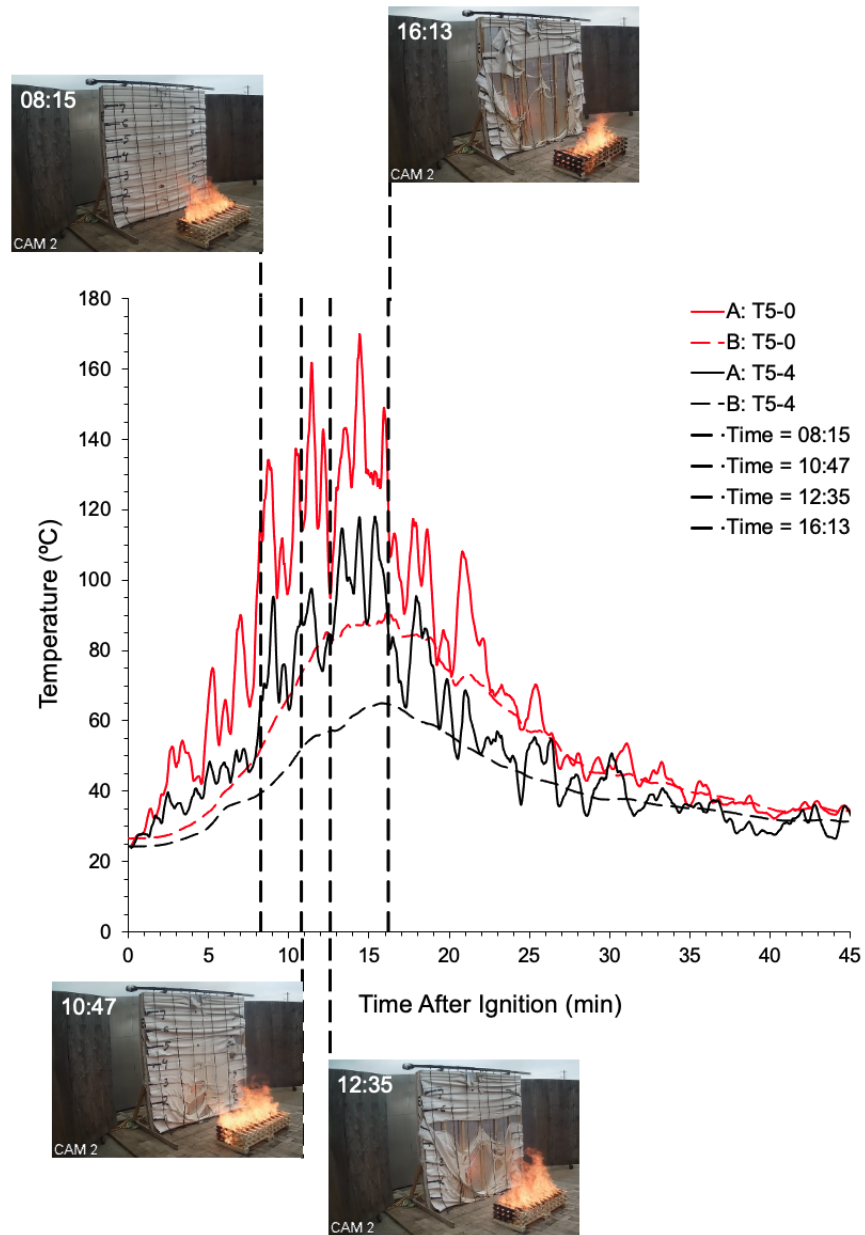 16:13
CAM 2
08:15
CAM 2
180
160
140
120
100
80
60
40
20
0
Temperature (ºC)
A: T5-0
B: T5-0
A: T5-4
B: T5-4
Time = 08:15
Time = 10:47
Time = 12:35
Time = 16:13
0 5 10 15 20 25 30 35 40 45
Time After Ignition (min)
10:47
CAM 2
12:35
CAM 2